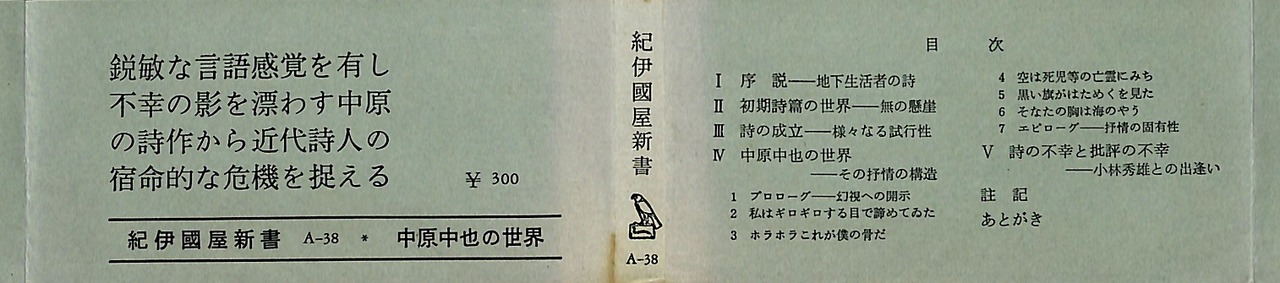 鋭敏な言語感覚を有し
不幸の影を漂わす中原
の詩作から近代詩人の
宿命的な危機を捉える
¥ 300
紀伊國屋新書 A-38 * 中原中也の世界
紀伊國屋新書
A-38
目 次
Ⅰ 序 説――地下生活者の詩
Ⅱ 初期詩篇の世界――無の懸崖
Ⅲ 詩の成立――様々なる試行性
Ⅳ 中原中也の世界
――その抒情の構造
1 プロローグ――幻視への開示
2 私はギロギロする目で諦めてゐた
3 ホラホラこれが僕の骨だ
4 空は死児等の亡霊にみち
5 黒い旗がはためくを見た
6 そなたの胸は海のやう
7 エピローグ――抒情の固有性
Ⅴ 詩の不幸と批評の不幸
――小林秀雄との出逢い
註 記
あとがき